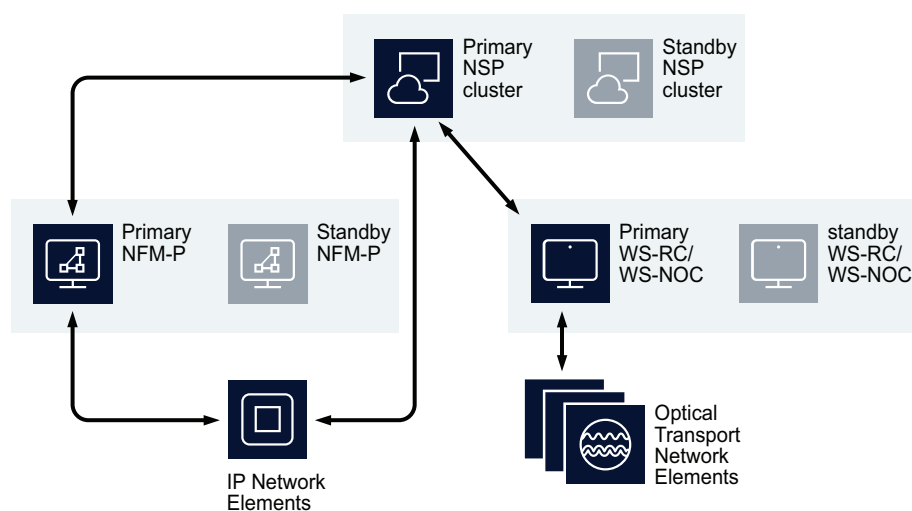 Primary
NSP
cluster
Standby
NSP
cluster
Primary
NFM-P
Standby
NFM-P
Primary
WS-RC/
WS-NOC
standby
WS-RC/
WS-NOC
IP Network
Elements
Optical
Transport
Network
Elements